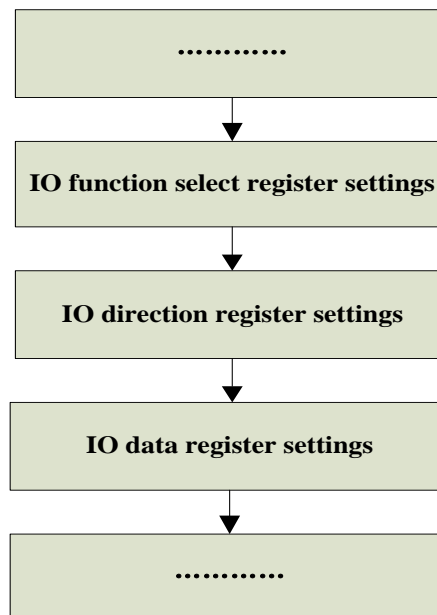 ............
IO function select register settings
IO direction register settings
IO data register settings
............